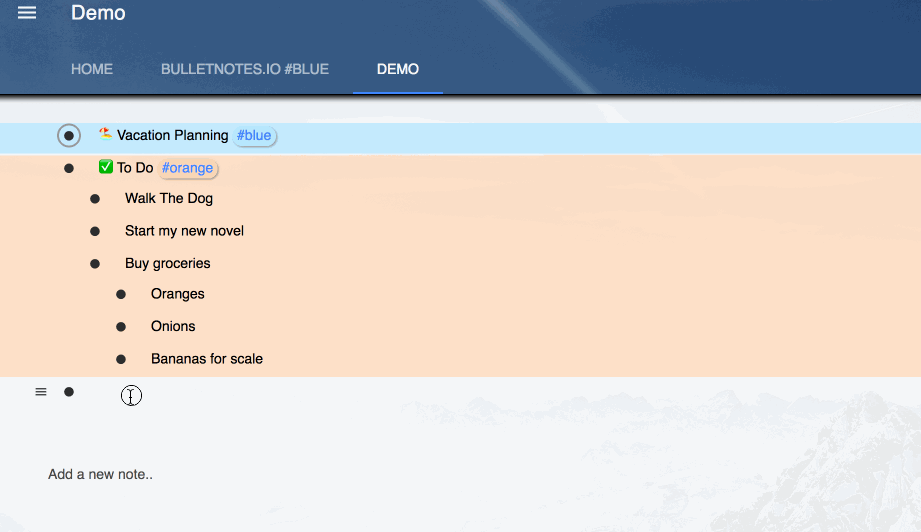 Demo
HOME BULLETNOTES.IO #BLUE DEMO
🏖 Vacation Planning #blue
✅ To Do #orange
Walk The Dog
Start my new novel
Buy groceries
Oranges
Onions
Bananas for scale
Add a new note..